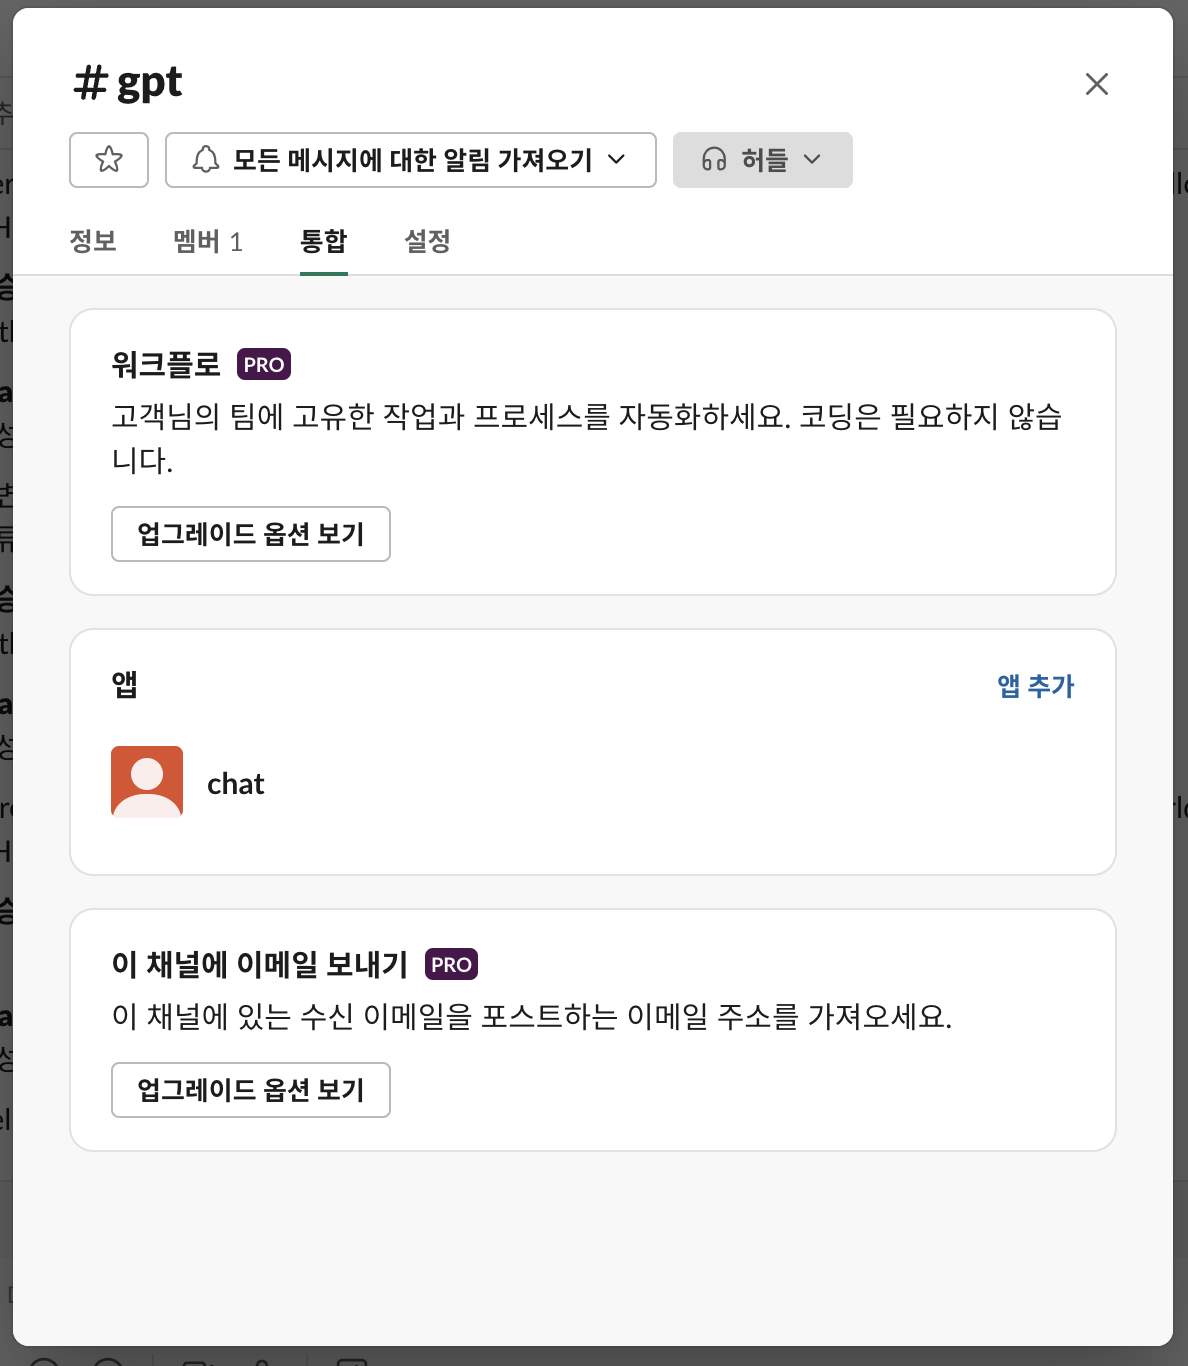 # gpt
모든 메시지에 대한 알림 가져오기
허들
정보 멤버 1 통합 설정
워크플로 PRO
고객님의 팀에 고유한 작업과 프로세스를 자동화하세요. 코딩은 필요하지 않습
니다.
업그레이드 옵션 보기
앱
앱 추가
chat
이 채널에 이메일 보내기 PRO
이 채널에 있는 수신 이메일을 포스트하는 이메일 주소를 가져오세요.
업그레이드 옵션 보기